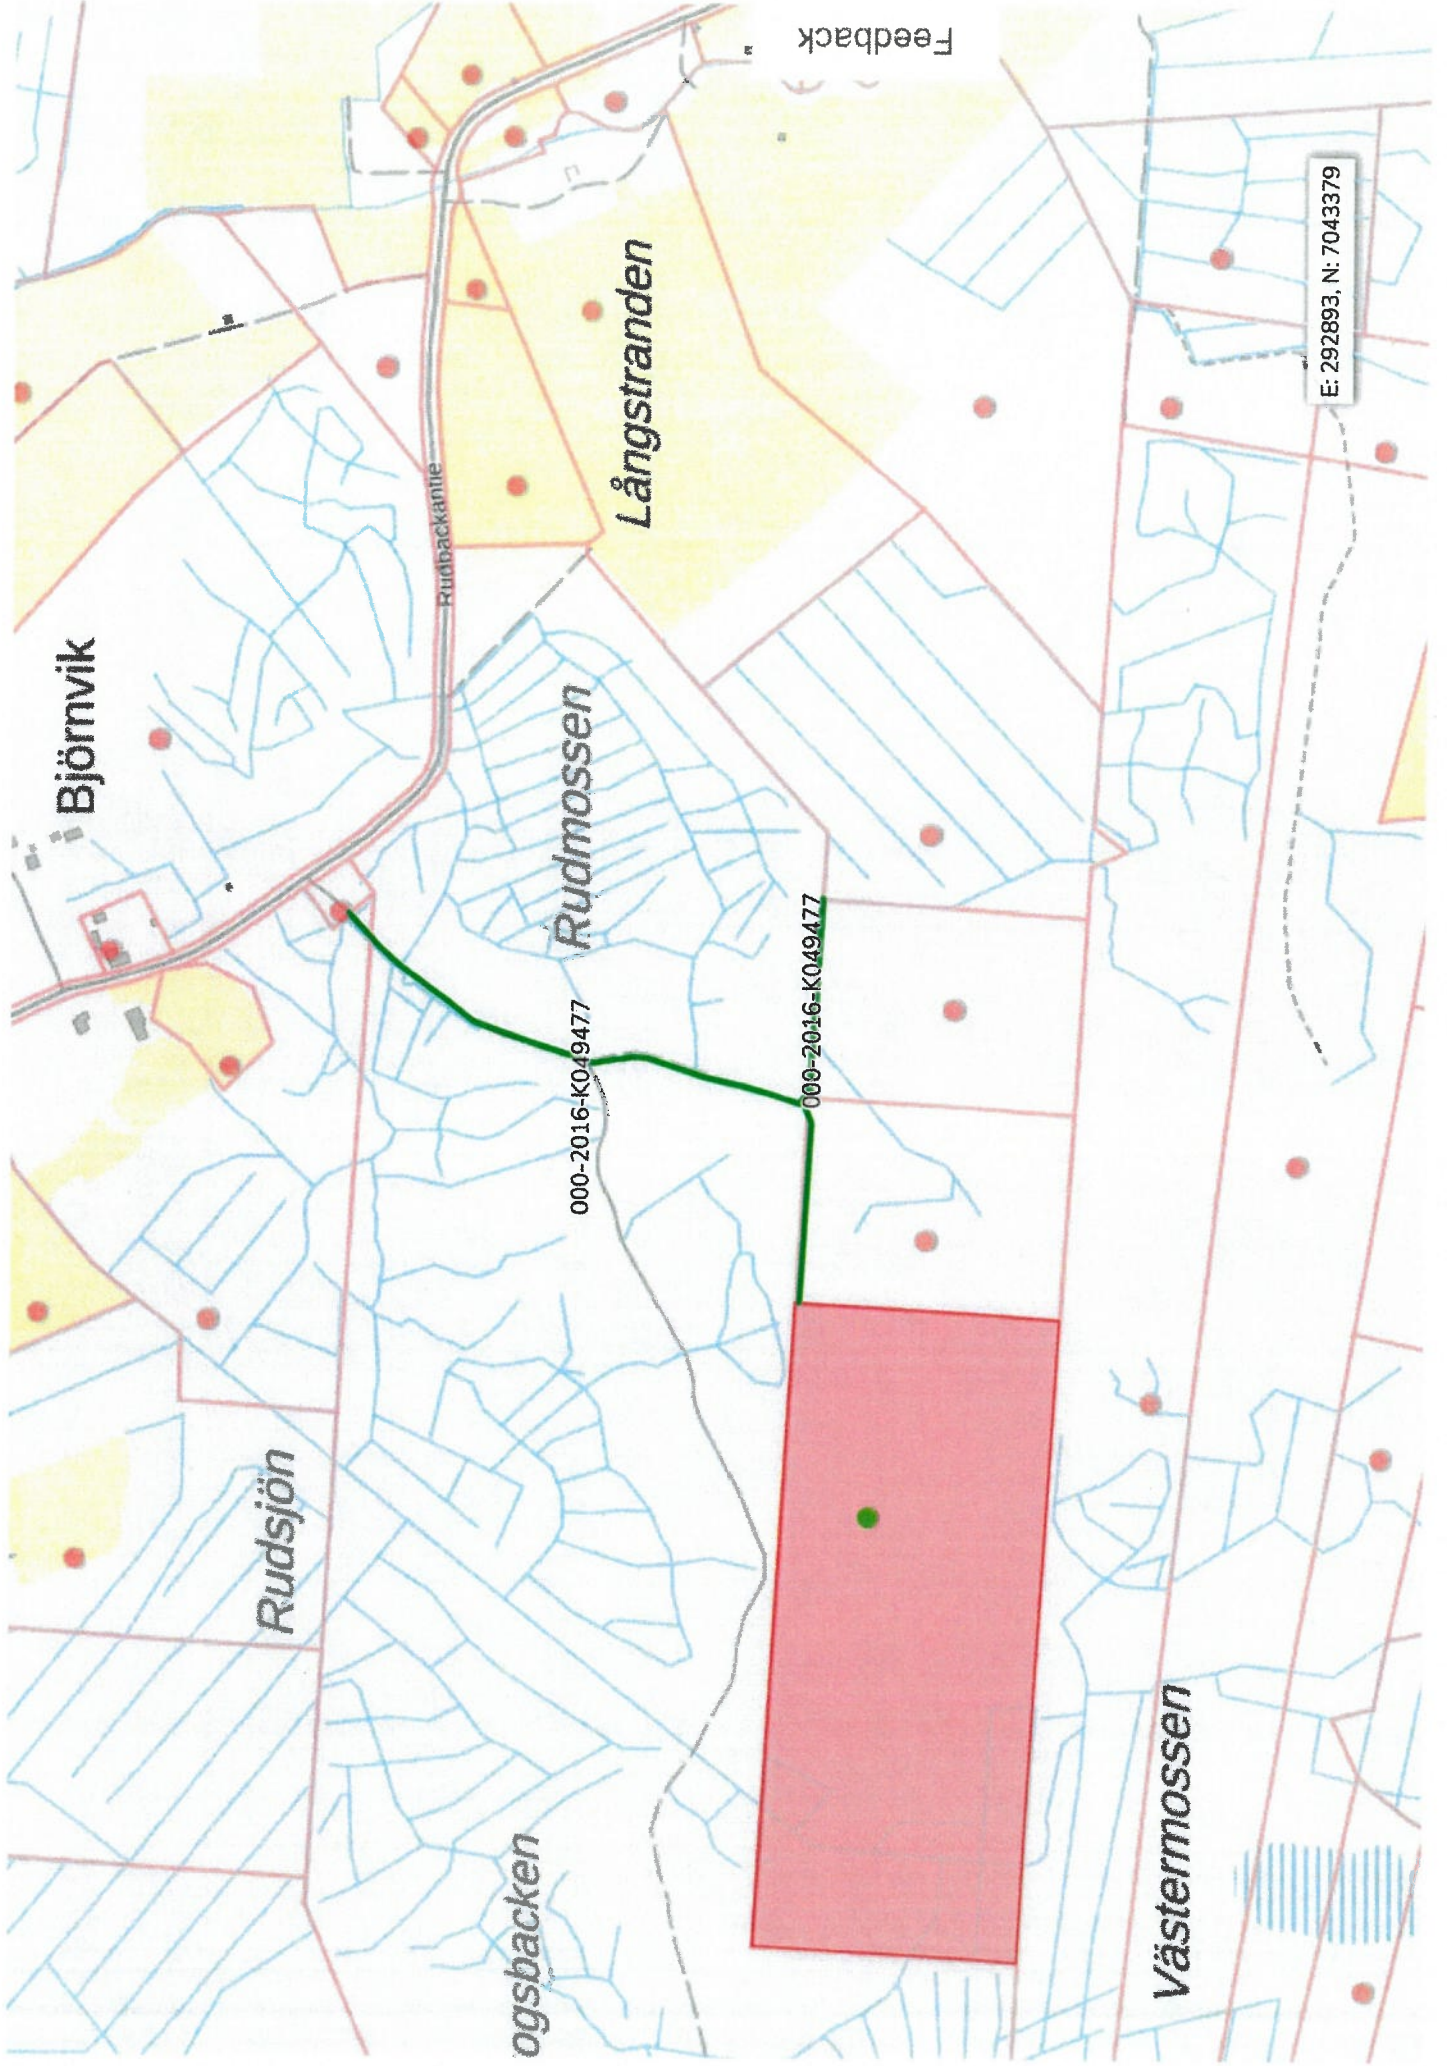 Björnvik
Rudbackantie
Långstranden
Rudmossen
000-2016-K049477
000-2016-K049477
Rudsjön
ogsbacken
Västermossen
E: 292893, N: 7043379
Feedback